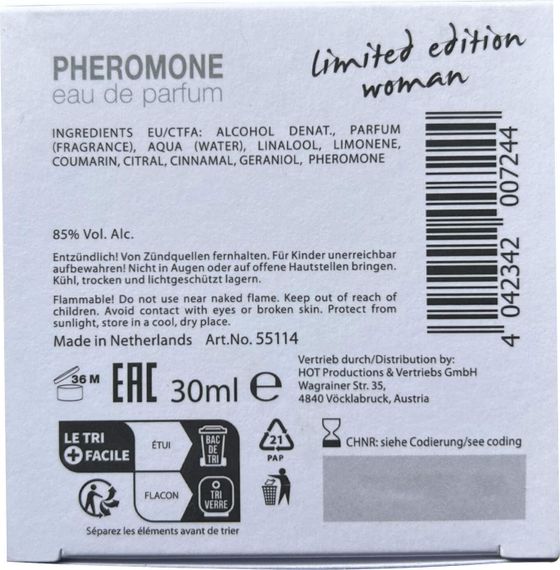 PHEROMONE
eau de parfum
limited edition
woman
INGREDIENTS EU/CTFA: ALCOHOL DENAT., PARFUM
(FRAGRANCE), AQUA (WATER), LINALOOL, LIMONENE,
COUMARIN, CITRAL, CINNAMAL, GERANIOL, PHEROMONE
85% Vol. Alc.
Entzündlich! Von Zündquellen fernhalten. Für Kinder unerreichbar
aufbewahren! Nicht in Augen oder auf offene Hautstellen bringen.
Kühl, trocken und lichtgeschützt lagern.
Flammable! Do not use near naked flame. Keep out of reach of
children. Avoid contact with eyes or broken skin. Protect from
sunlight, store in a cool, dry place.
Made in Netherlands Art.No. 55114
4 042342 007244
36 M
EAC 30ml e
Vertrieb durch/Distribution by:
HOT Productions & Vertriebs GmbH
Wagrainer Str. 35,
4840 Vöcklabruck, Austria
LE TRI
+ FACILE
ÉTUI
BAC
DE
TRI
FLACON
TRI
VERRE
Séparez les éléments avant de trier
21
PAP
CHNR: siehe Codierung/see coding